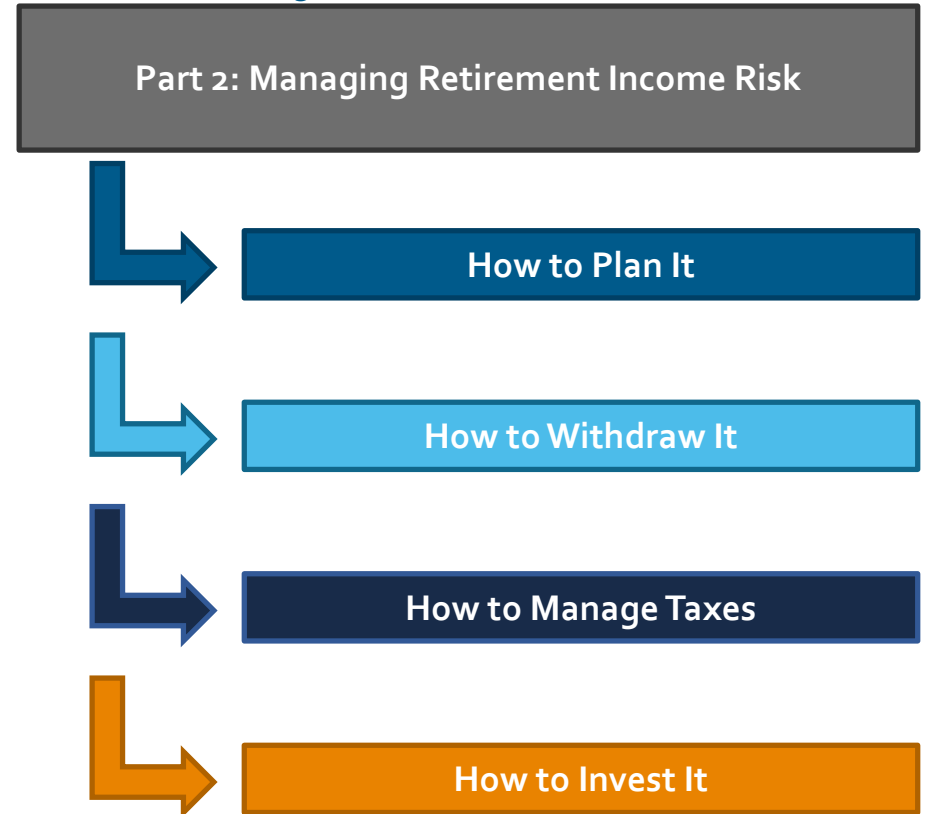 Part 2: Managing Retirement Income Risk
How to Plan It
How to Withdraw It
How to Manage Taxes
How to Invest It